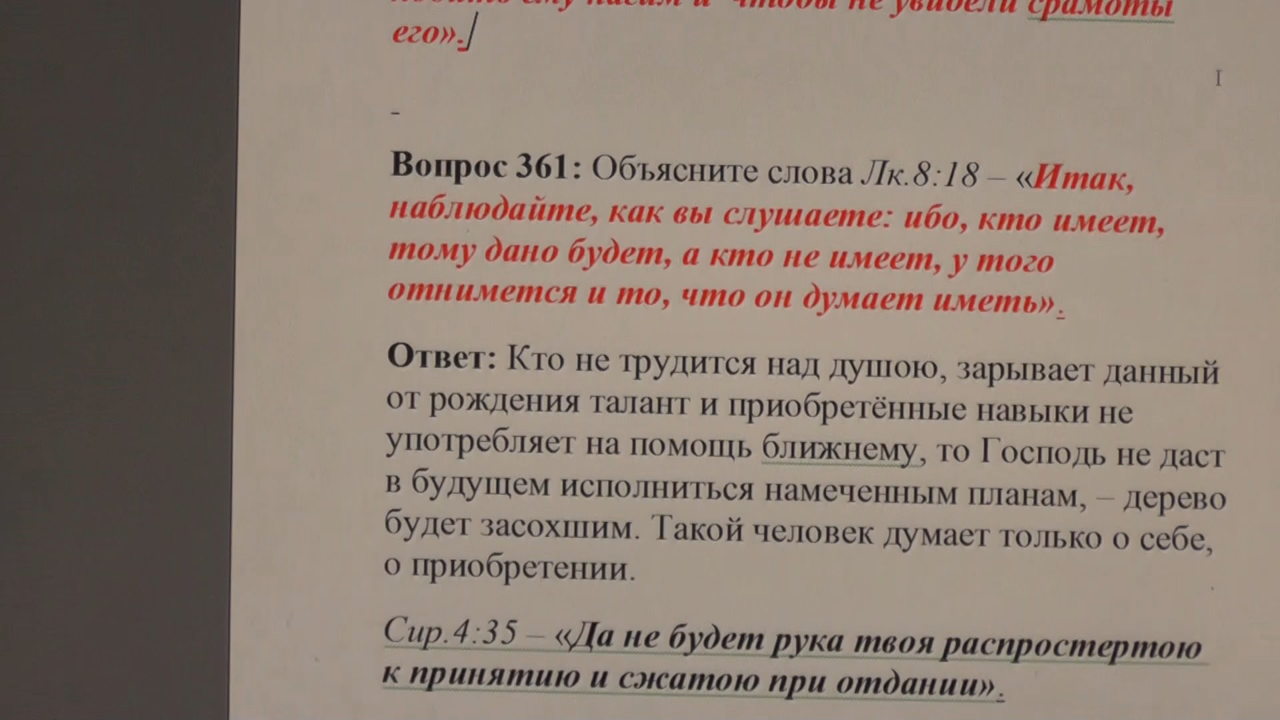 чтобы не увидели срамоты
его».
-
Вопрос 361: Объясните слова Лк.8:18 – «Итак,
наблюдайте, как вы слушаете: ибо, кто имеет,
тому дано будет, а кто не имеет, у того
отнимется и то, что он думает иметь».
Ответ: Кто не трудится над душою, зарывает данный
от рождения талант и приобретённые навыки не
употребляет на помощь ближнему, то Господь не даст
в будущем исполниться намеченным планам, – дерево
будет засохшим. Такой человек думает только о себе,
о приобретении.
Сир.4:35 – «Да не будет рука твоя распростертою
к принятию и сжатою при отдании».